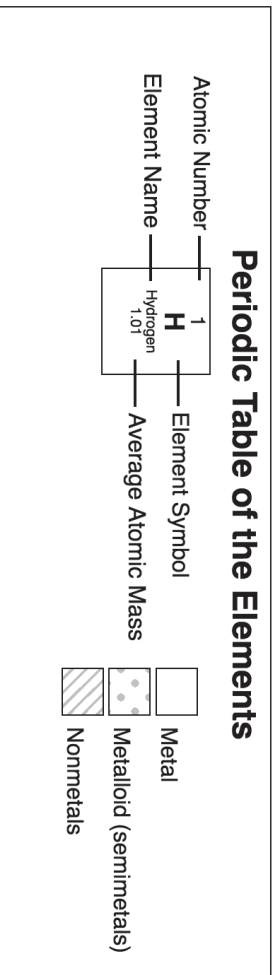 Periodic Table of the Elements
Atomic Number
Element Name
1
H
Hydrogen
1.01
Element Symbol
Average Atomic Mass
Metal
Metalloid (semimetals)
Nonmetals